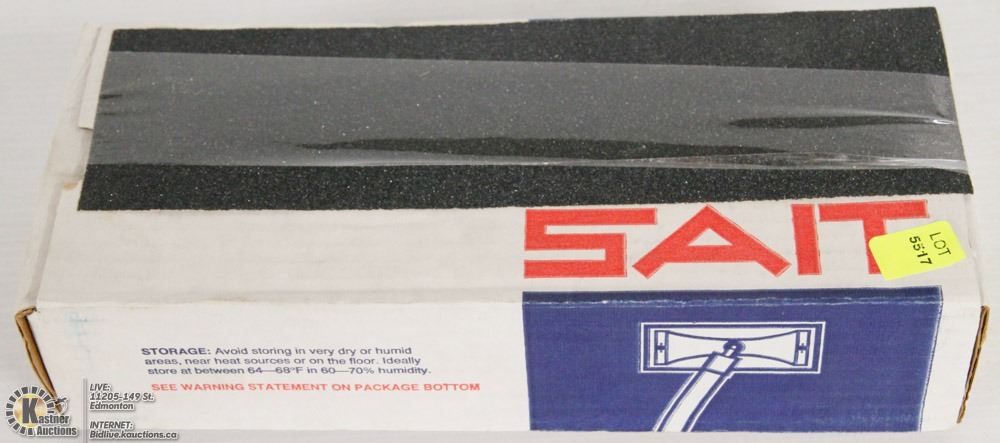 SAIT
LOT
5517
STORAGE: Avoid storing in very dry or humid
areas, near heat sources or on the floor. Ideally
store at between 64—68°F in 60—70% humidity.
SEE WARNING STATEMENT ON PACKAGE BOTTOM
K
Kastner
Auctions
LIVE:
11205-149 St.
Edmonton
INTERNET:
Bidlive.kauctions.ca